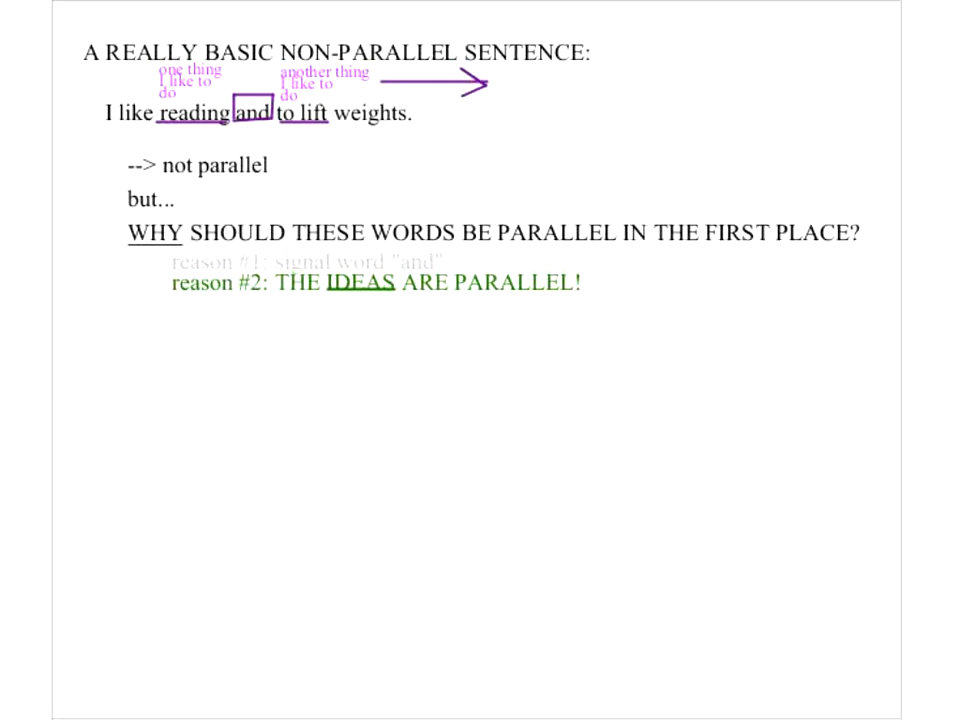 A REALLY BASIC NON-PARALLEL SENTENCE:
one thing
I like to
do
another thing
I like to
do
I like reading and to lift weights.
--> not parallel
but...
WHY SHOULD THESE WORDS BE PARALLEL IN THE FIRST PLACE?
reason #1: signal word "and"
reason #2: THE IDEAS ARE PARALLEL!